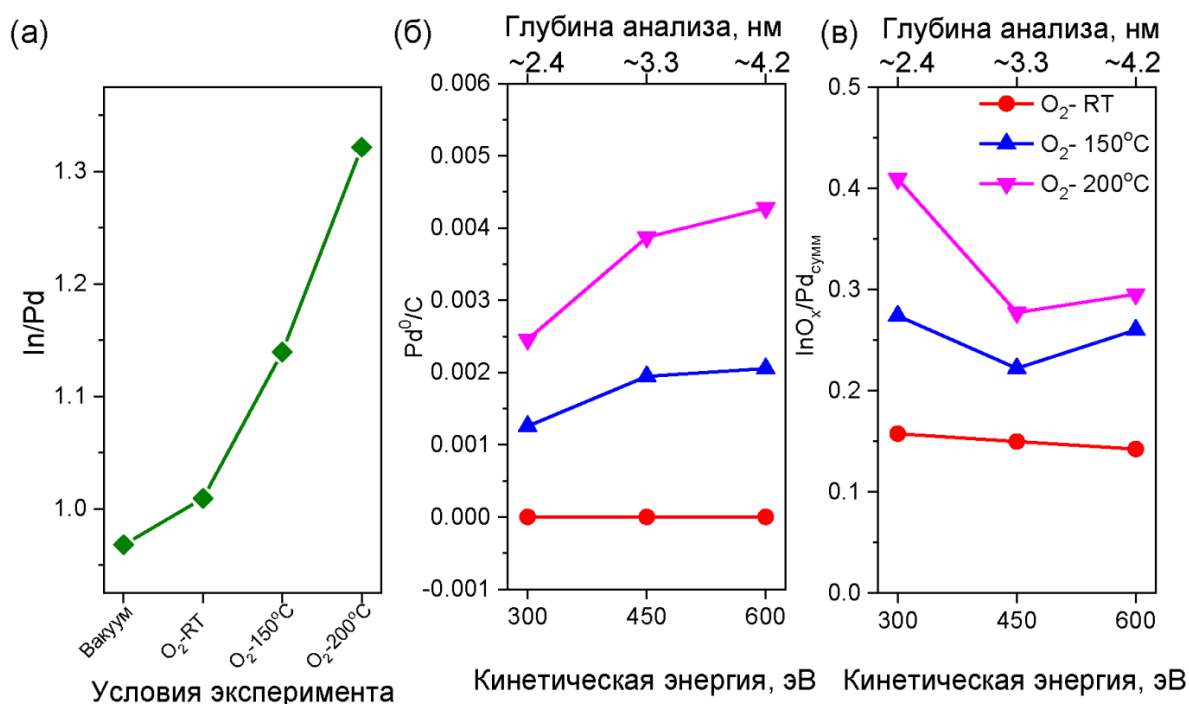 (а)
In/Pd
1.3
1.2
1.1
1.0
Вакуум
O₂-RT
O₂-150°C
O₂-200°C
Условия эксперимента
(б)
Глубина анализа, нм
~2.4 ~3.3 ~4.2
Pd⁰/C
0.006
0.005
0.004
0.003
0.002
0.001
0.000
-0.001
300 450 600
Кинетическая энергия, эВ
(в)
Глубина анализа, нм
~2.4 ~3.3 ~4.2
InOₓ/Pdсумм
0.5
0.4
0.3
0.2
0.1
0.0
O₂- RT
O₂- 150°C
O₂- 200°C
300 450 600
Кинетическая энергия, эВ